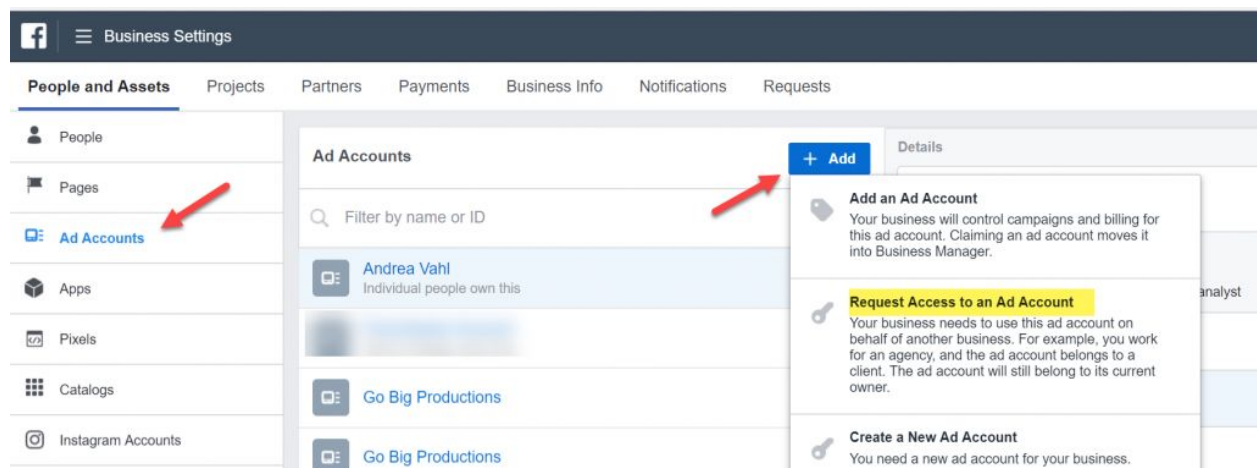 f
Business Settings
People and Assets Projects Partners Payments Business Info Notifications Requests
People
Pages
Ad Accounts
Apps
Pixels
Catalogs
Instagram Accounts
Ad Accounts
+ Add
Filter by name or ID
Andrea Vahl
Individual people own this
Go Big Productions
Go Big Productions
Details
Add an Ad Account
Your business will control campaigns and billing for
this ad account. Claiming an ad account moves it
into Business Manager.
Request Access to an Ad Account
Your business needs to use this ad account on
behalf of another business. For example, you work
for an agency, and the ad account belongs to a
client. The ad account will still belong to its current
owner.
Create a New Ad Account
You need a new ad account for your business.
analyst